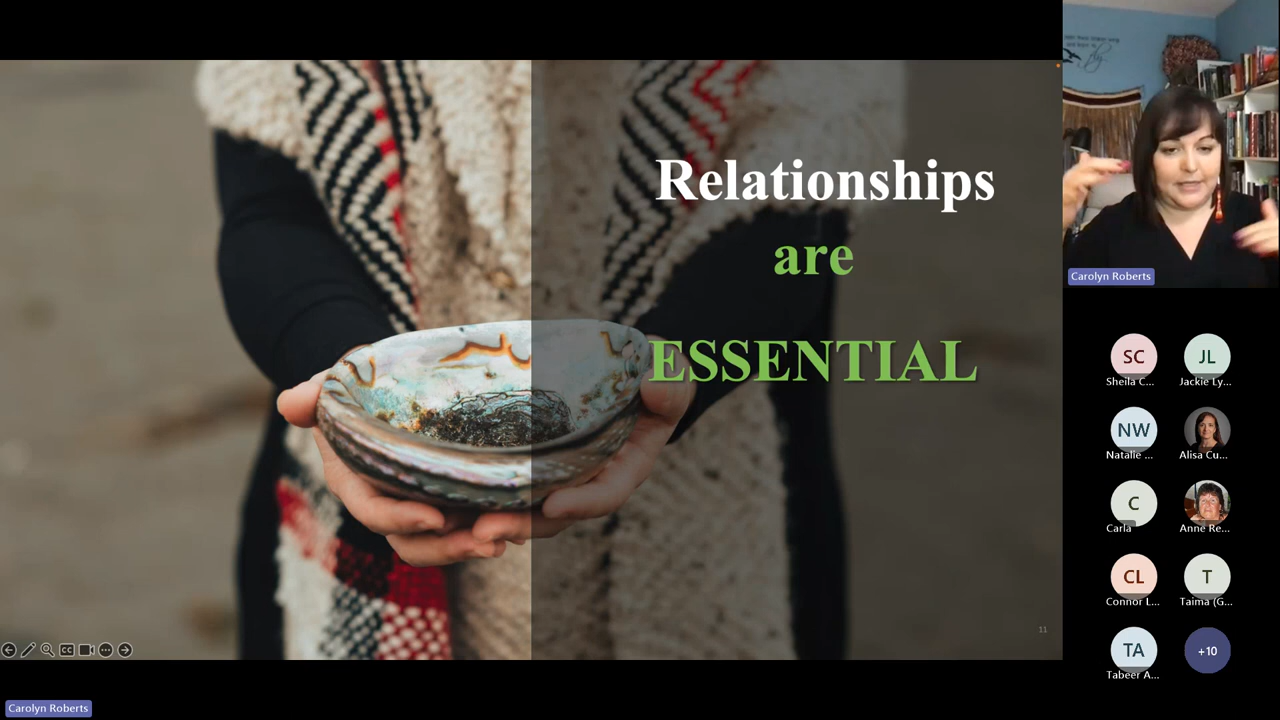 Relationships
are
ESSENTIAL
11
CC
Carolyn Roberts
Carolyn Roberts
SC
Sheila C...
JL
Jackie Ly...
NW
Natalie ...
Alisa Cu...
C
Carla
Anne Re...
CL
Connor L...
T
Taima (G...
TA
Tabeer A...
+10